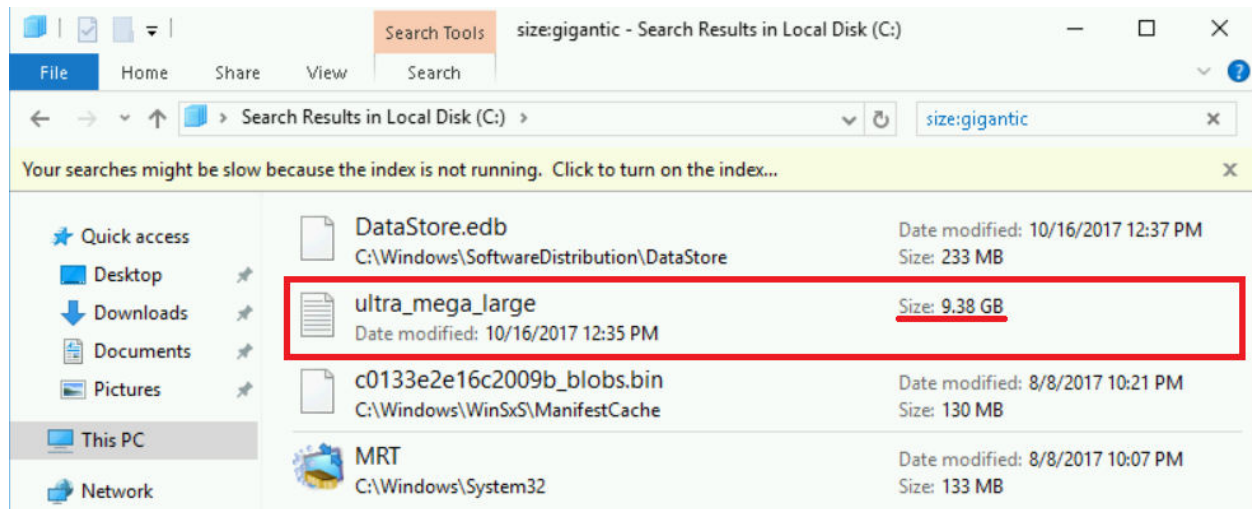 Search Tools
size:gigantic - Search Results in Local Disk (C:)
File
Home
Share
View
Search
Search Results in Local Disk (C:)
size:gigantic
Your searches might be slow because the index is not running. Click to turn on the index...
Quick access
Desktop
Downloads
Documents
Pictures
This PC
Network
DataStore.edb
C:\Windows\SoftwareDistribution\DataStore
Date modified: 10/16/2017 12:37 PM
Size: 233 MB
ultra_mega_large
Date modified: 10/16/2017 12:35 PM
Size: 9.38 GB
c0133e2e16c2009b_blobs.bin
C:\Windows\WinSxS\ManifestCache
Date modified: 8/8/2017 10:21 PM
Size: 130 MB
MRT
C:\Windows\System32
Date modified: 8/8/2017 10:07 PM
Size: 133 MB